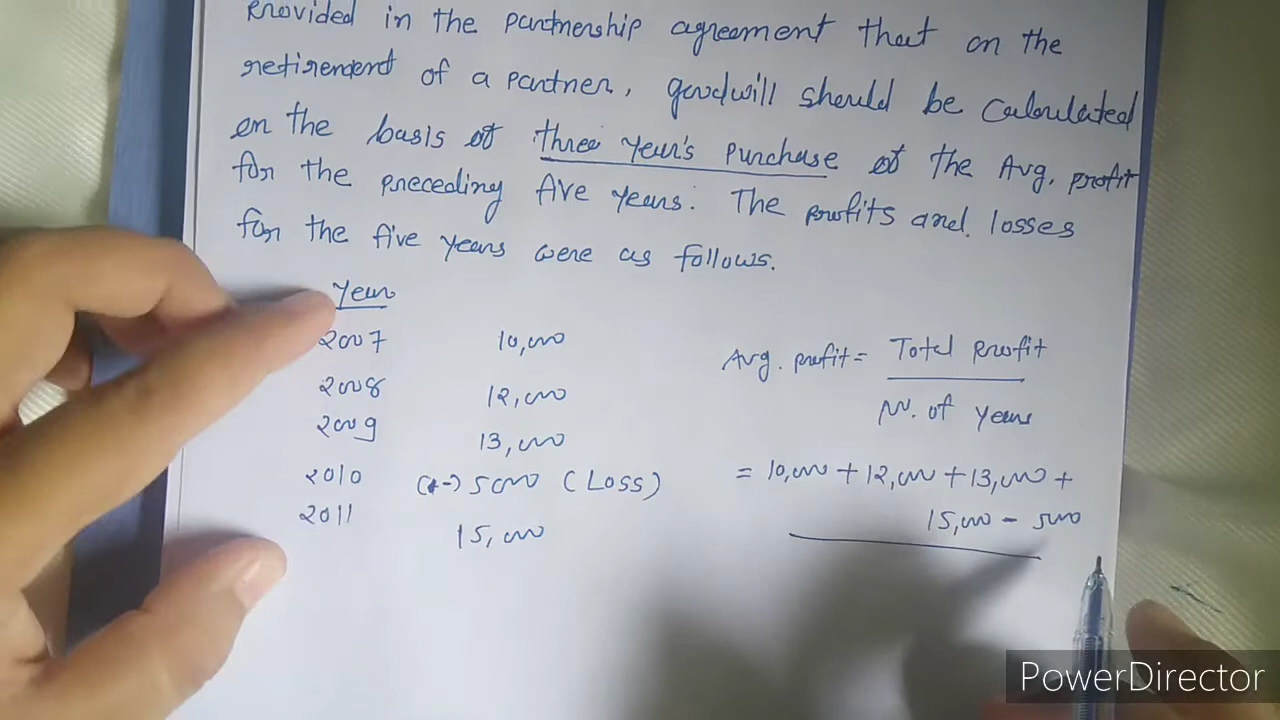 Provided in the partnership agreement that on the
retirement of a partner, goodwill should be calculated
on the basis of three Year's purchase of the Avg. profit
for the preceding five years. The profits and losses
for the five years were as follows.
Year
2007 10,000
2008 12,000
2009 13,000
2010 (-) 5000 (Loss)
2011 15,000
Avg. profit = Total Profit
No. of years
= 10,000 + 12,000 + 13,000 +
15,000 - 5000
PowerDirector